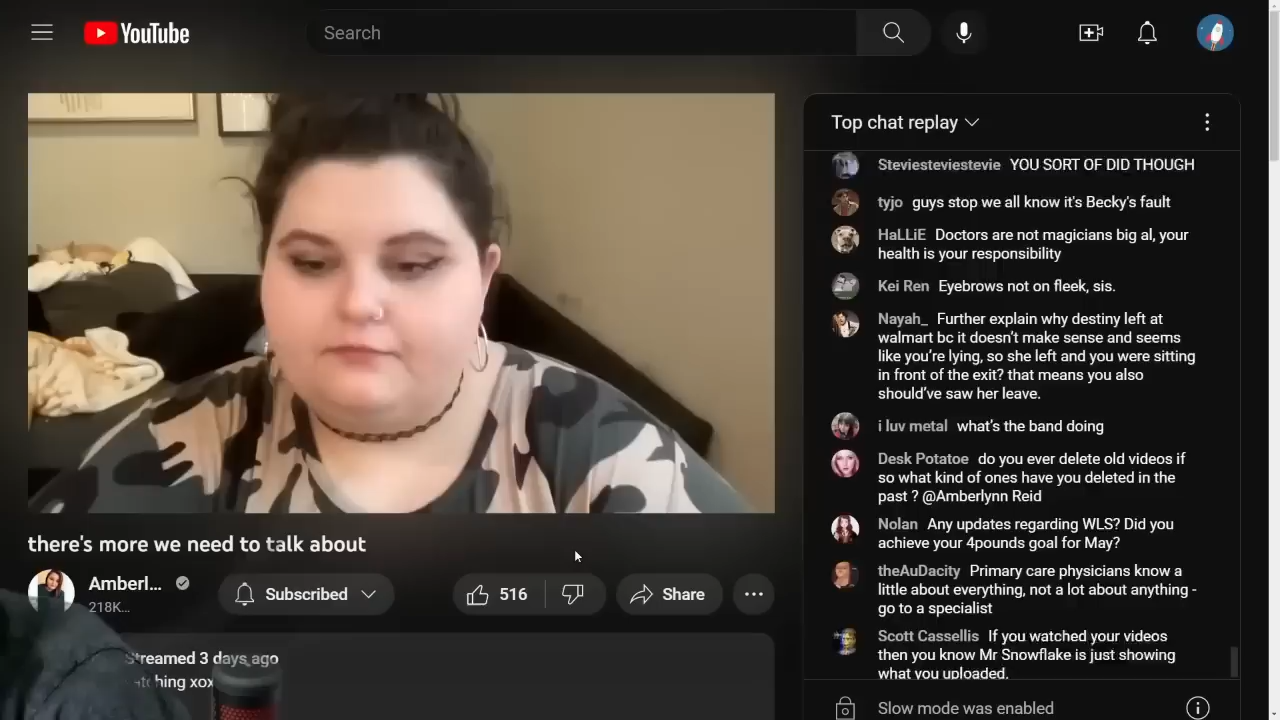 YouTube
Search
Top chat replay
Steviesteviestevie YOU SORT OF DID THOUGH
tyjo guys stop we all know it's Becky's fault
HaLLiE Doctors are not magicians big al, your
health is your responsibility
Kei Ren Eyebrows not on fleek, sis.
Nayah_ Further explain why destiny left at
walmart bc it doesn't make sense and seems
like you're lying, so she left and you were sitting
in front of the exit? that means you also
should've saw her leave.
i luv metal what's the band doing
Desk Potatoe do you ever delete old videos if
so what kind of ones have you deleted in the
past ? @Amberlynn Reid
Nolan Any updates regarding WLS? Did you
achieve your 4pounds goal for May?
theAuDacity Primary care physicians know a
little about everything, not a lot about anything -
go to a specialist
Scott Cassellis If you watched your videos
then you know Mr Snowflake is just showing
what you uploaded.
Slow mode was enabled
there's more we need to talk about
Amberl...
218K...
Subscribed
516
Share
Streamed 3 days ago
xox